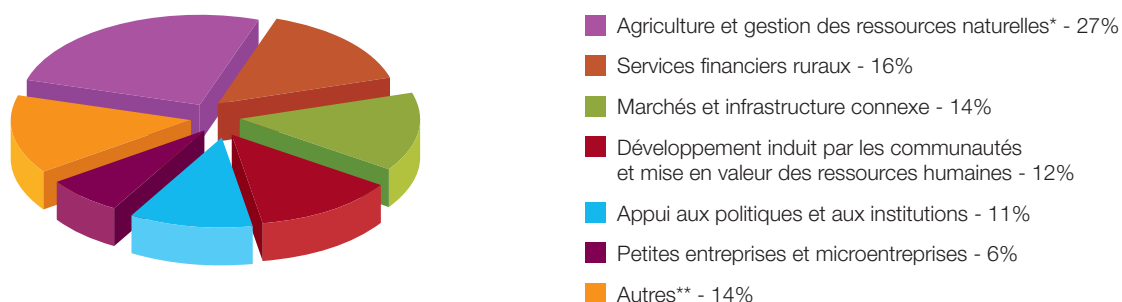 Agriculture et gestion des ressources naturelles* - 27%
Services financiers ruraux - 16%
Marchés et infrastructure connexe - 14%
Développement induit par les communautés
et mise en valeur des ressources humaines - 12%
Appui aux politiques et aux institutions - 11%
Petites entreprises et microentreprises - 6%
Autres** - 14%